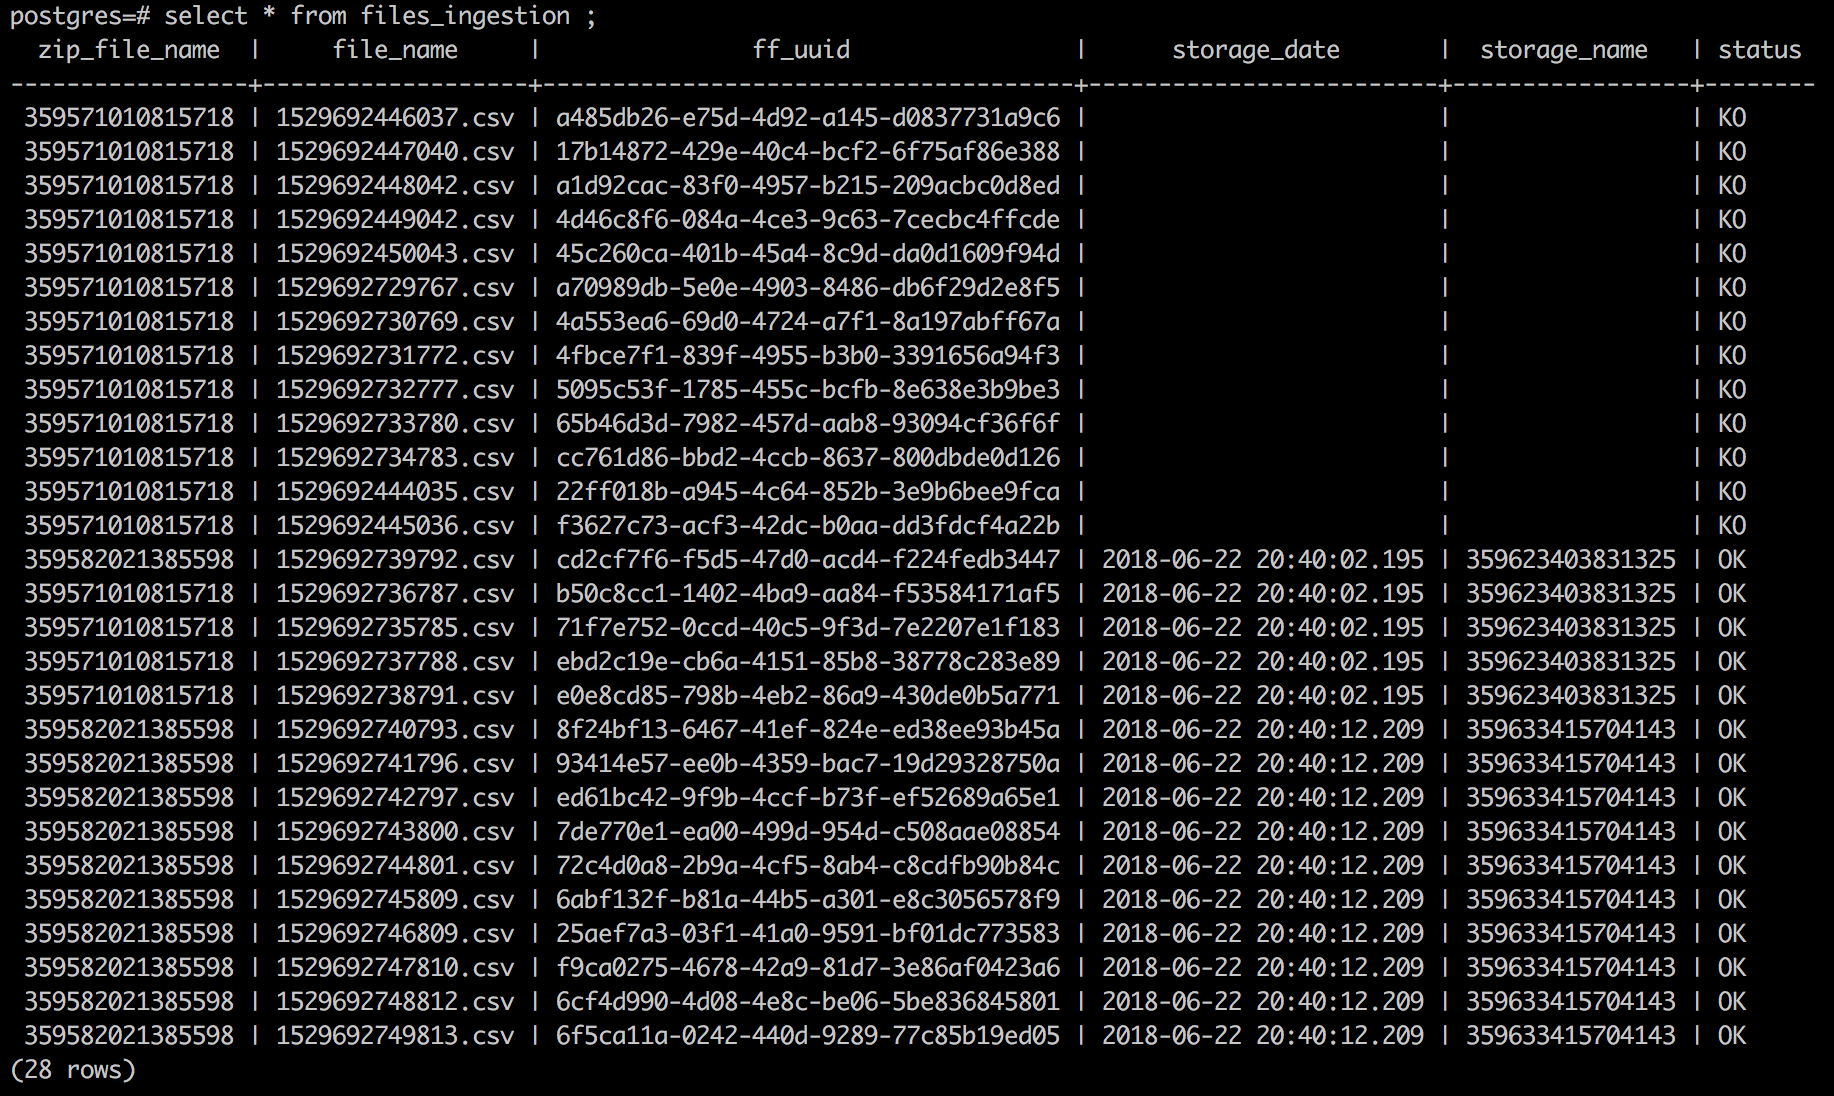 postgres=# select * from files_ingestion ;
  zip_file_name  |     file_name     |               ff_uuid                |      storage_date       |  storage_name   | status
-----------------+-------------------+--------------------------------------+-------------------------+-----------------+--------
 359571010815718 | 1529692446037.csv | a485db26-e75d-4d92-a145-d0837731a9c6 |                         |                 | KO
 359571010815718 | 1529692447040.csv | 17b14872-429e-40c4-bcf2-6f75af86e388 |                         |                 | KO
 359571010815718 | 1529692448042.csv | a1d92cac-83f0-4957-b215-209acbc0d8ed |                         |                 | KO
 359571010815718 | 1529692449042.csv | 4d46c8f6-084a-4ce3-9c63-7cecbc4ffcde |                         |                 | KO
 359571010815718 | 1529692450043.csv | 45c260ca-401b-45a4-8c9d-da0d1609f94d |                         |                 | KO
 359571010815718 | 1529692729767.csv | a70989db-5e0e-4903-8486-db6f29d2e8f5 |                         |                 | KO
 359571010815718 | 1529692730769.csv | 4a553ea6-69d0-4724-a7f1-8a197abff67a |                         |                 | KO
 359571010815718 | 1529692731772.csv | 4fbce7f1-839f-4955-b3b0-3391656a94f3 |                         |                 | KO
 359571010815718 | 1529692732777.csv | 5095c53f-1785-455c-bcfb-8e638e3b9be3 |                         |                 | KO
 359571010815718 | 1529692733780.csv | 65b46d3d-7982-457d-aab8-93094cf36f6f |                         |                 | KO
 359571010815718 | 1529692734783.csv | cc761d86-bbd2-4ccb-8637-800dbde0d126 |                         |                 | KO
 359571010815718 | 1529692444035.csv | 22ff018b-a945-4c64-852b-3e9b6bee9fca |                         |                 | KO
 359571010815718 | 1529692445036.csv | f3627c73-acf3-42dc-b0aa-dd3fdcf4a22b |                         |                 | KO
 359582021385598 | 1529692739792.csv | cd2cf7f6-f5d5-47d0-acd4-f224fedb3447 | 2018-06-22 20:40:02.195 | 359623403831325 | OK
 359571010815718 | 1529692736787.csv | b50c8cc1-1402-4ba9-aa84-f53584171af5 | 2018-06-22 20:40:02.195 | 359623403831325 | OK
 359571010815718 | 1529692735785.csv | 71f7e752-0ccd-40c5-9f3d-7e2207e1f183 | 2018-06-22 20:40:02.195 | 359623403831325 | OK
 359571010815718 | 1529692737788.csv | ebd2c19e-cb6a-4151-85b8-38778c283e89 | 2018-06-22 20:40:02.195 | 359623403831325 | OK
 359571010815718 | 1529692738791.csv | e0e8cd85-798b-4eb2-86a9-430de0b5a771 | 2018-06-22 20:40:02.195 | 359623403831325 | OK
 359582021385598 | 1529692740793.csv | 8f24bf13-6467-41ef-824e-ed38ee93b45a | 2018-06-22 20:40:12.209 | 359633415704143 | OK
 359582021385598 | 1529692741796.csv | 93414e57-ee0b-4359-bac7-19d29328750a | 2018-06-22 20:40:12.209 | 359633415704143 | OK
 359582021385598 | 1529692742797.csv | ed61bc42-9f9b-4ccf-b73f-ef52689a65e1 | 2018-06-22 20:40:12.209 | 359633415704143 | OK
 359582021385598 | 1529692743800.csv | 7de770e1-ea00-499d-954d-c508aae08854 | 2018-06-22 20:40:12.209 | 359633415704143 | OK
 359582021385598 | 1529692744801.csv | 72c4d0a8-2b9a-4cf5-8ab4-c8cdfb90b84c | 2018-06-22 20:40:12.209 | 359633415704143 | OK
 359582021385598 | 1529692745809.csv | 6abf132f-b81a-44b5-a301-e8c3056578f9 | 2018-06-22 20:40:12.209 | 359633415704143 | OK
 359582021385598 | 1529692746809.csv | 25aef7a3-03f1-41a0-9591-bf01dc773583 | 2018-06-22 20:40:12.209 | 359633415704143 | OK
 359582021385598 | 1529692747810.csv | f9ca0275-4678-42a9-81d7-3e86af0423a6 | 2018-06-22 20:40:12.209 | 359633415704143 | OK
 359582021385598 | 1529692748812.csv | 6cf4d990-4d08-4e8c-be06-5be836845801 | 2018-06-22 20:40:12.209 | 359633415704143 | OK
 359582021385598 | 1529692749813.csv | 6f5ca11a-0242-440d-9289-77c85b19ed05 | 2018-06-22 20:40:12.209 | 359633415704143 | OK
(28 rows)